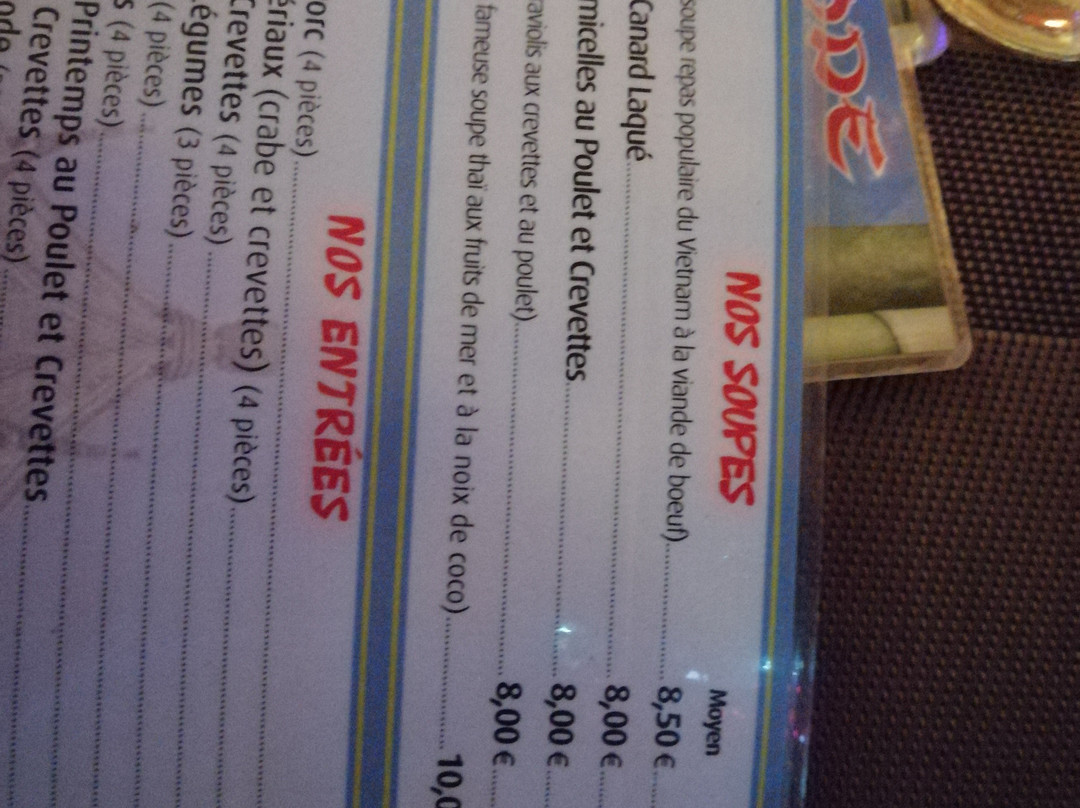 NOS SOUPES
Moyen
soupe repas populaire du Vietnam à la viande de boeuf) 8,50 €
Canard Laqué 8,00 €
micelles au Poulet et Crevettes 8,00 €
raviolis aux crevettes et au poulet) 8,00 €
fameuse soupe thaï aux fruits de mer et à la noix de coco) 10,0
NOS ENTRÉES
orc (4 pièces)
ériaux (crabe et crevettes) (4 pièces)
Crevettes (4 pièces)
Légumes (3 pièces)
(4 pièces)
s (4 pièces)
Printemps au Poulet et Crevettes
Crevettes (4 pièces)